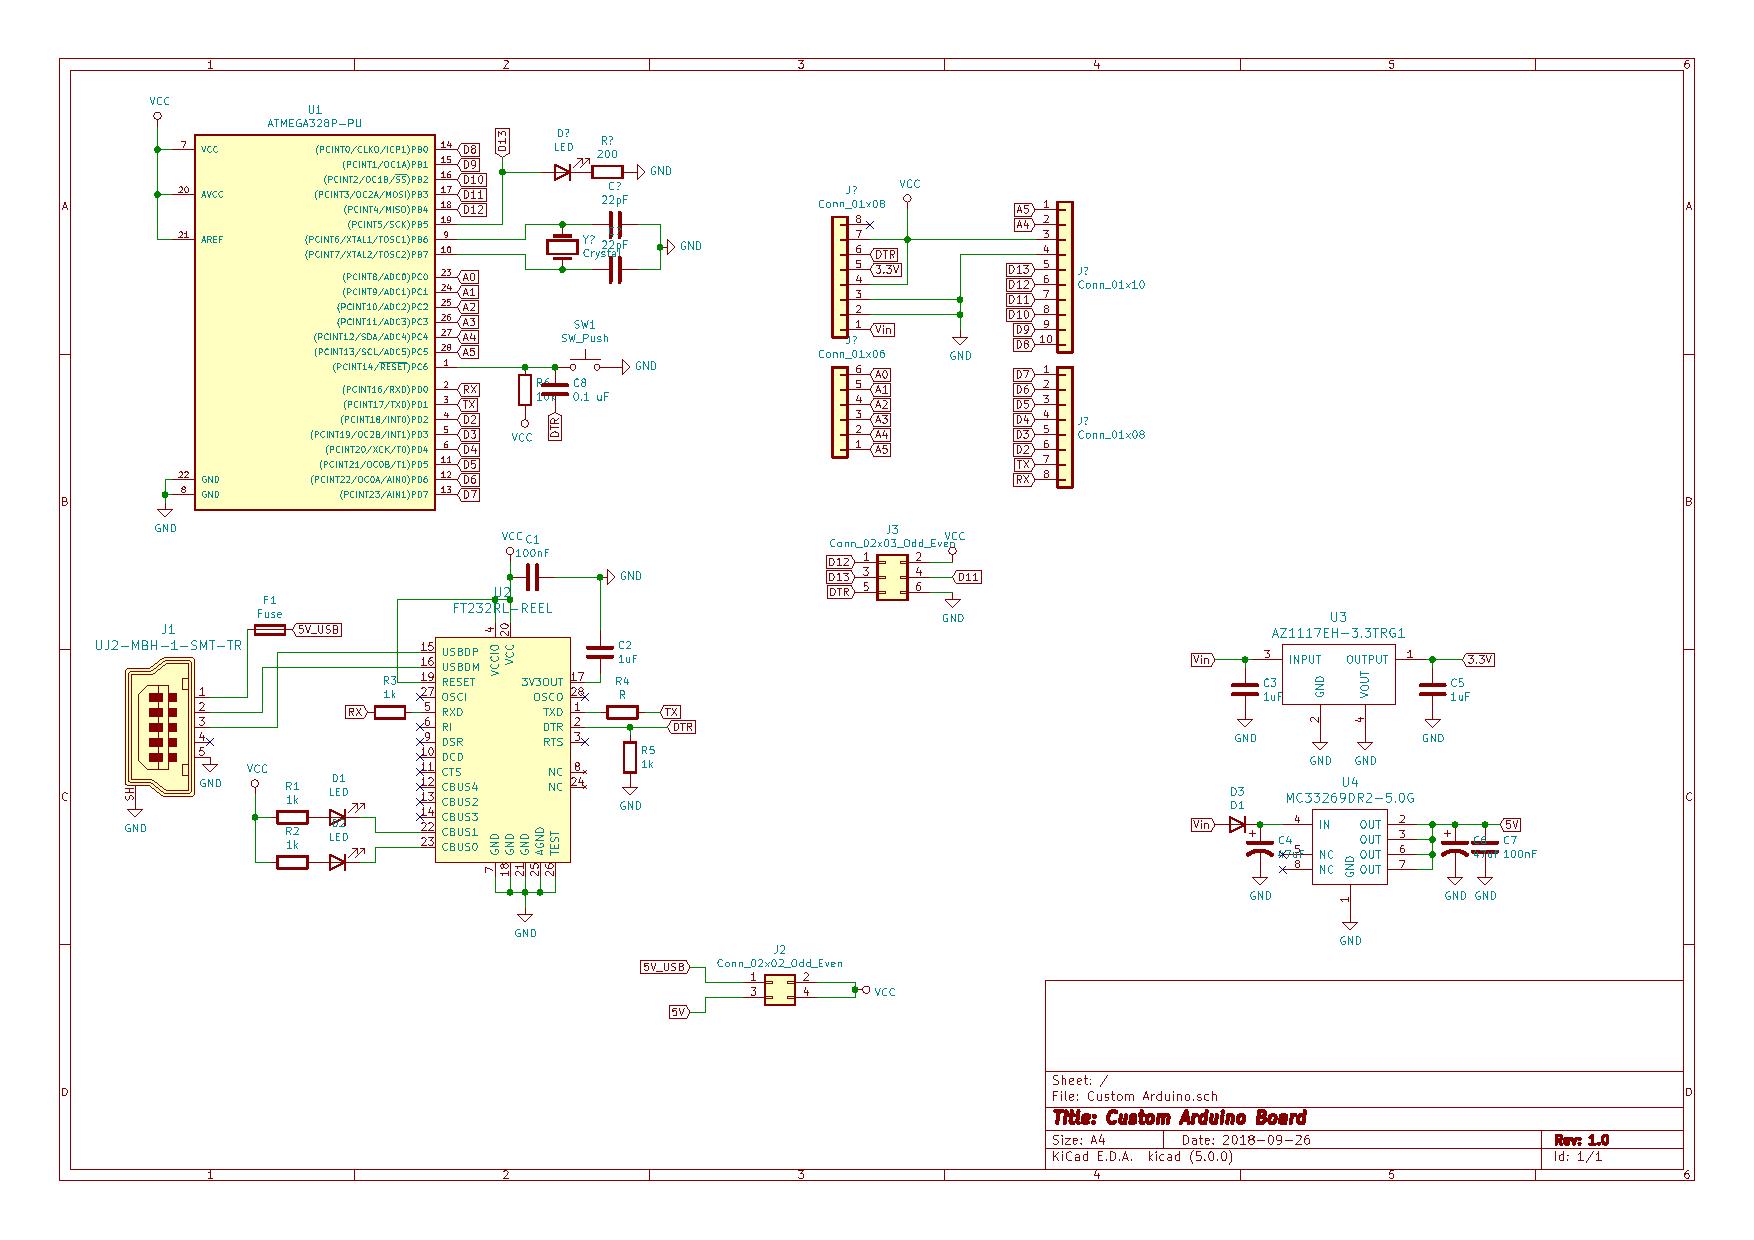 1 2 3 4 5 6
A
B
C
D
VCC
U1
ATMEGA328P-PU
7 VCC
20 AVCC
21 AREF
22 GND
8 GND
GND
(PCINT0/CLKO/ICP1)PB0 14 D8
(PCINT1/OC1A)PB1 15 D9
(PCINT2/OC1B/SS)PB2 16 D10
(PCINT3/OC2A/MOSI)PB3 17 D11
(PCINT4/MISO)PB4 18 D12
(PCINT5/SCK)PB5 19
(PCINT6/XTAL1/TOSC1)PB6 9
(PCINT7/XTAL2/TOSC2)PB7 10
(PCINT8/ADC0)PC0 23 A0
(PCINT9/ADC1)PC1 24 A1
(PCINT10/ADC2)PC2 25 A2
(PCINT11/ADC3)PC3 26 A3
(PCINT12/SDA/ADC4)PC4 27 A4
(PCINT13/SCL/ADC5)PC5 28 A5
(PCINT14/RESET)PC6 1
(PCINT16/RXD)PD0 2 RX
(PCINT17/TXD)PD1 3 TX
(PCINT18/INT0)PD2 4 D2
(PCINT19/OC2B/INT1)PD3 5 D3
(PCINT20/XCK/T0)PD4 6 D4
(PCINT21/OC0B/T1)PD5 11 D5
(PCINT22/OC0A/AIN0)PD6 12 D6
(PCINT23/AIN1)PD7 13 D7
D13
D?
LED
R?
200
GND
C?
22pF
Y?
Crystal
22pF
GND
SW1
SW_Push
GND
R6
VCC
C8
0.1 uF
DTR
J?
Conn_01x08
8
7
6 DTR
5 3.3V
4
3
2
1 Vin
VCC
GND
J?
Conn_01x06
6 A0
5 A1
4 A2
3 A3
2 A4
1 A5
A5 1
A4 2
3
4
D13 5
D12 6
D11 7
D10 8
D9 9
D8 10
J?
Conn_01x10
D7 1
D6 2
D5 3
D4 4
D3 5
D2 6
TX 7
RX 8
J?
Conn_01x08
J3
Conn_02x03_Odd_Even
VCC
D12 1 2
D13 3 4 D11
DTR 5 6
GND
VCC
C1
100nF
GND
U2
FT232RL-REEL
4 VCCIO
20 VCC
15 USBDP
16 USBDM
19 RESET
27 OSCI
5 RXD
6 RI
9 DSR
10 DCD
11 CTS
12 CBUS4
13 CBUS2
14 CBUS3
22 CBUS1
23 CBUS0
3V3OUT 17
OSCO 28
TXD 1
DTR 2
RTS 3
NC 8
NC 24
GND 7
GND 18
GND 21
AGND 25
TEST 26
GND
C2
1uF
R4
R
TX
DTR
R5
1k
GND
R3
1k
RX
F1
Fuse
5V_USB
J1
UJ2-MBH-1-SMT-TR
1
2
3
4
5
SH
GND
GND
VCC
R1
1k
D1
LED
R2
1k
D2
LED
J2
Conn_02x02_Odd_Even
5V_USB 1 2
5V 3 4
VCC
U3
AZ1117EH-3.3TRG1
Vin 3 INPUT OUTPUT 1 3.3V
GND 2
VOUT 4
C3
1uF
GND
C5
1uF
GND
GND
GND
U4
MC33269DR2-5.0G
D3
D1
Vin 4 IN
5 NC
8 NC
OUT 2 5V
OUT 3
OUT 6
OUT 7
GND 1
C4
47uF
GND
C6
47uF
GND
C7
100nF
GND
GND
Sheet: /
File: Custom Arduino.sch
Title: Custom Arduino Board
Size: A4 Date: 2018-09-26 Rev: 1.0
KiCad E.D.A. kicad (5.0.0) Id: 1/1
A
B
C
D
1 2 3 4 5 6